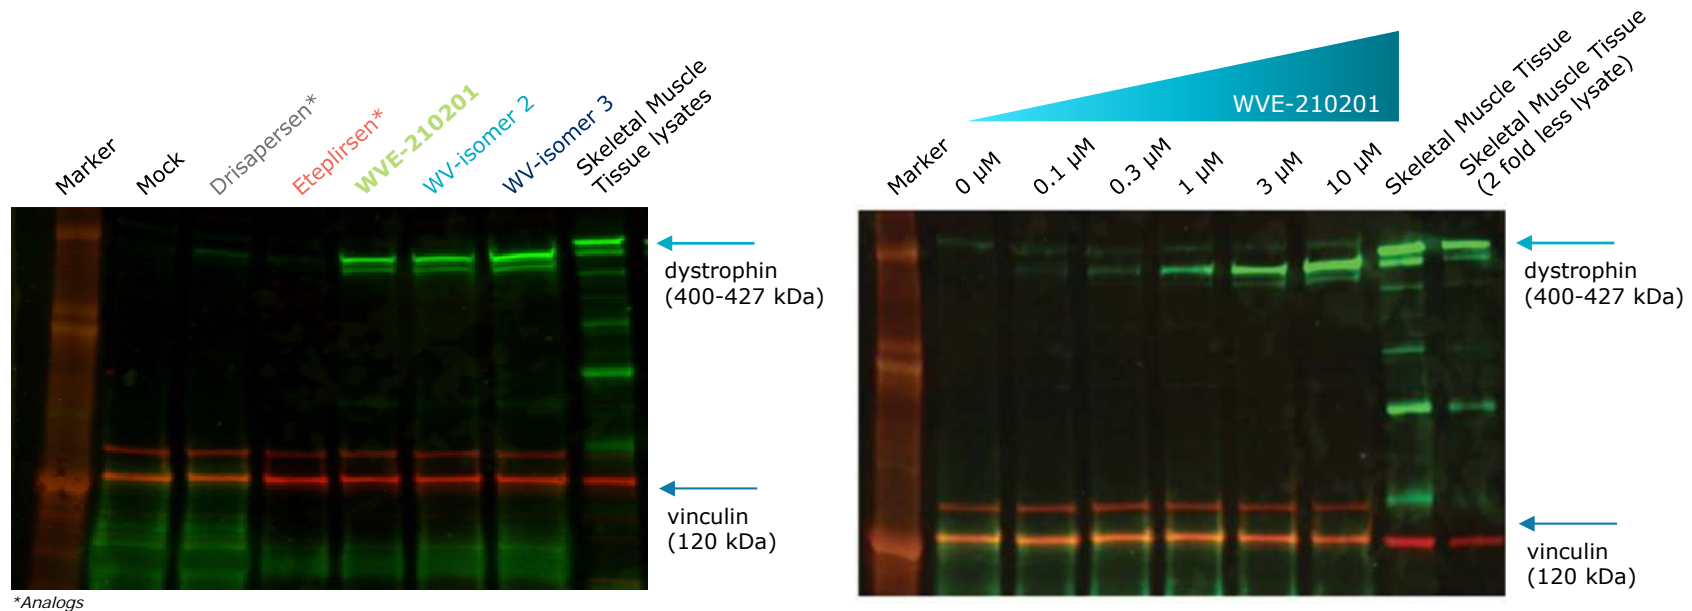 Marker
Mock
Drisapersen*
Eteplirsen*
WVE-210201
WV-isomer 2
WV-isomer 3
Skeletal Muscle
Tissue lysates
dystrophin
(400-427 kDa)
vinculin
(120 kDa)
*Analogs
WVE-210201
Marker
0 µM
0.1 µM
0.3 µM
1 µM
3 µM
10 µM
Skeletal Muscle Tissue
Skeletal Muscle Tissue
(2 fold less lysate)
dystrophin
(400-427 kDa)
vinculin
(120 kDa)